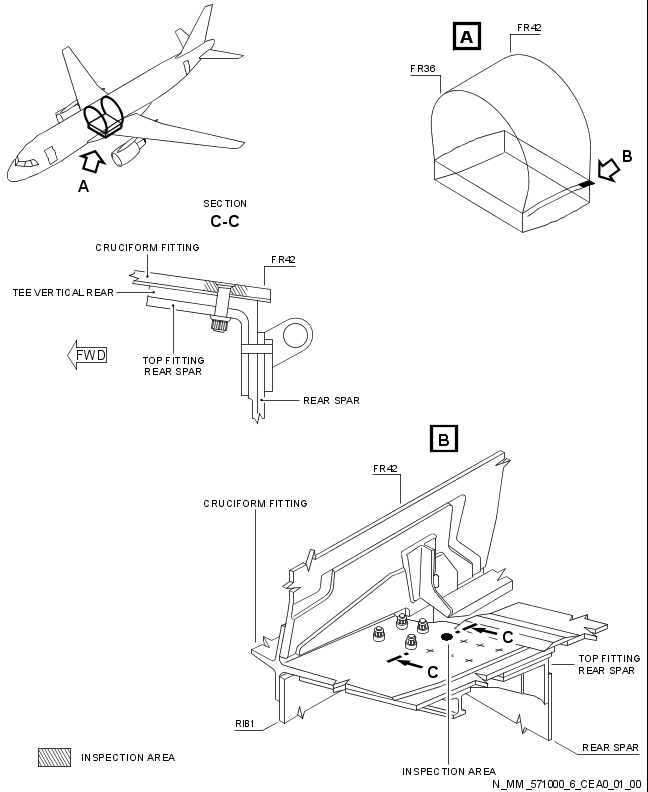 A
FR42
FR36
B
A
SECTION
C-C
CRUCIFORM FITTING
FR42
TEE VERTICAL REAR
FWD
TOP FITTING
REAR SPAR
REAR SPAR
B
FR42
CRUCIFORM FITTING
C
C
TOP FITTING
REAR SPAR
RIB1
REAR SPAR
INSPECTION AREA
INSPECTION AREA
N_MM_571000_6_CEA0_01_00